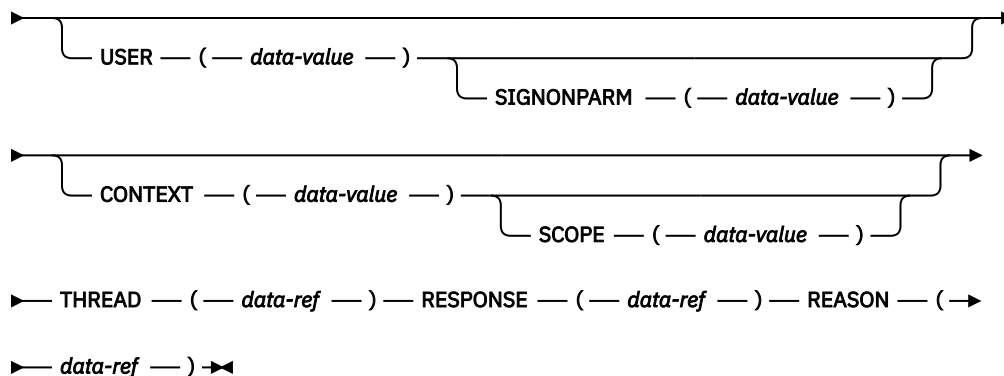 USER ( data-value )
SIGNONPARM ( data-value )
CONTEXT ( data-value )
SCOPE ( data-value )
THREAD ( data-ref ) RESPONSE ( data-ref ) REASON (
data-ref )